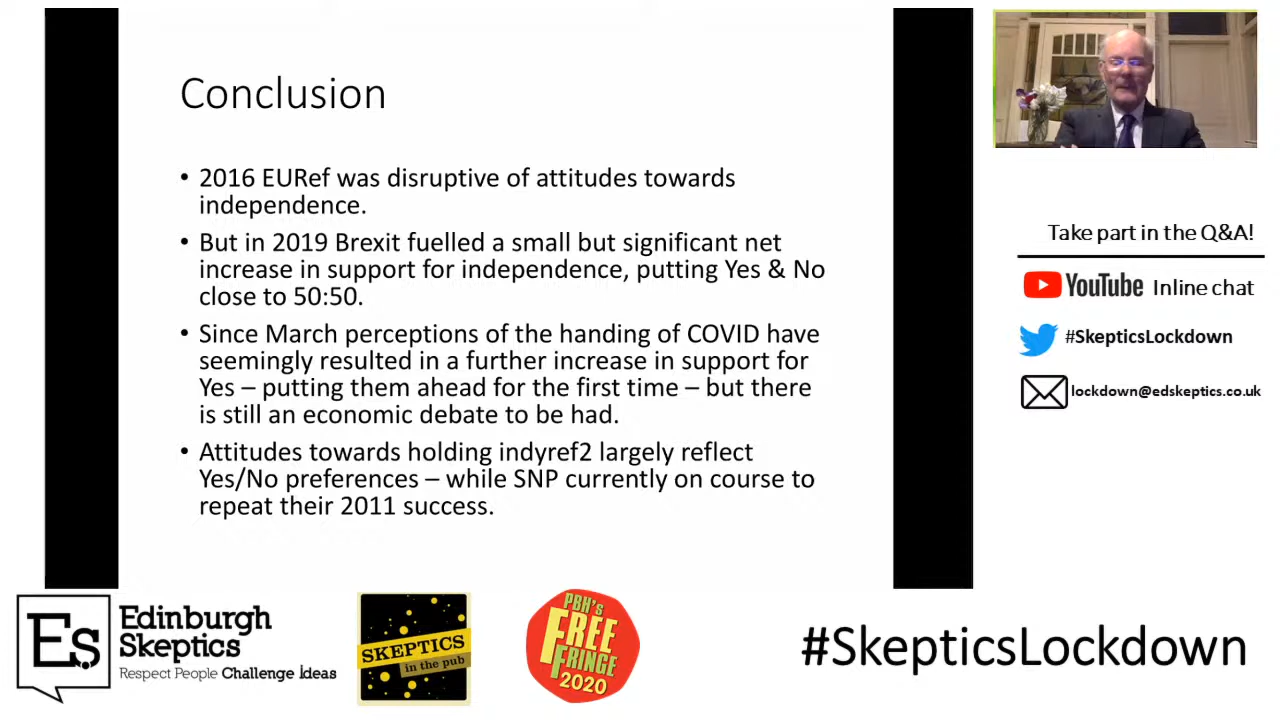 Conclusion
• 2016 EURef was disruptive of attitudes towards
independence.
• But in 2019 Brexit fuelled a small but significant net
increase in support for independence, putting Yes & No
close to 50:50.
• Since March perceptions of the handing of COVID have
seemingly resulted in a further increase in support for
Yes – putting them ahead for the first time – but there
is still an economic debate to be had.
• Attitudes towards holding indyref2 largely reflect
Yes/No preferences – while SNP currently on course to
repeat their 2011 success.
Take part in the Q&A!
YouTube Inline chat
#SkepticsLockdown
lockdown@edskeptics.co.uk
Es
Edinburgh
Skeptics
Respect People Challenge Ideas
SKEPTICS
in the pub
PBH's
FREE
FRINGE
2020
#SkepticsLockdown